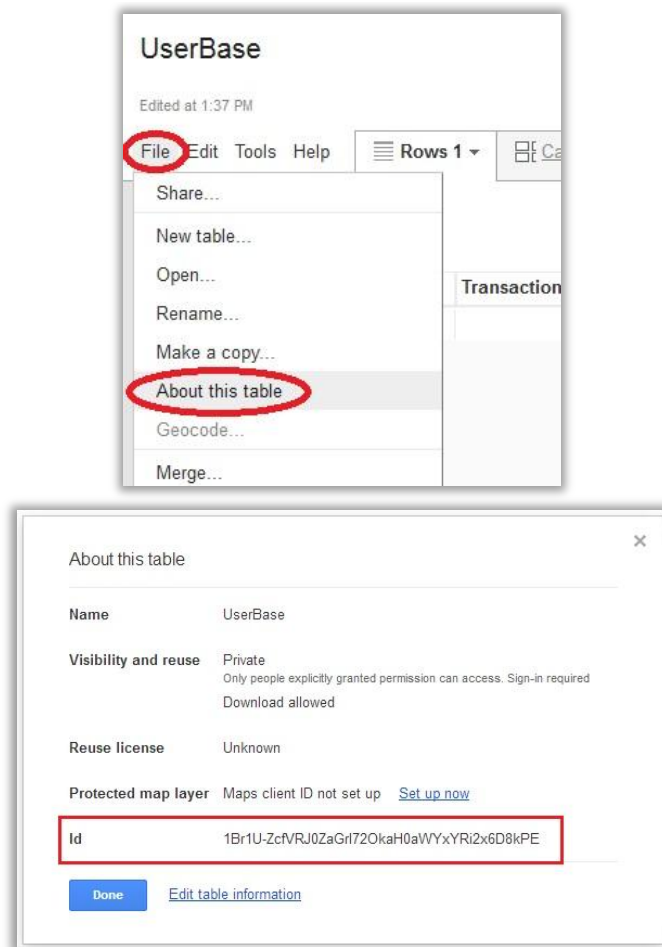 UserBase
Edited at 1:37 PM
File Edit Tools Help Rows 1 Ca
Share...
New table...
Open...
Transaction
Rename...
Make a copy...
About this table
Geocode...
Merge...
×
About this table
Name UserBase
Visibility and reuse Private
Only people explicitly granted permission can access. Sign-in required
Download allowed
Reuse license Unknown
Protected map layer Maps client ID not set up Set up now
Id 1Br1U-ZcfVRJ0ZaGrl72OkaH0aWYxYRi2x6D8kPE
Done Edit table information